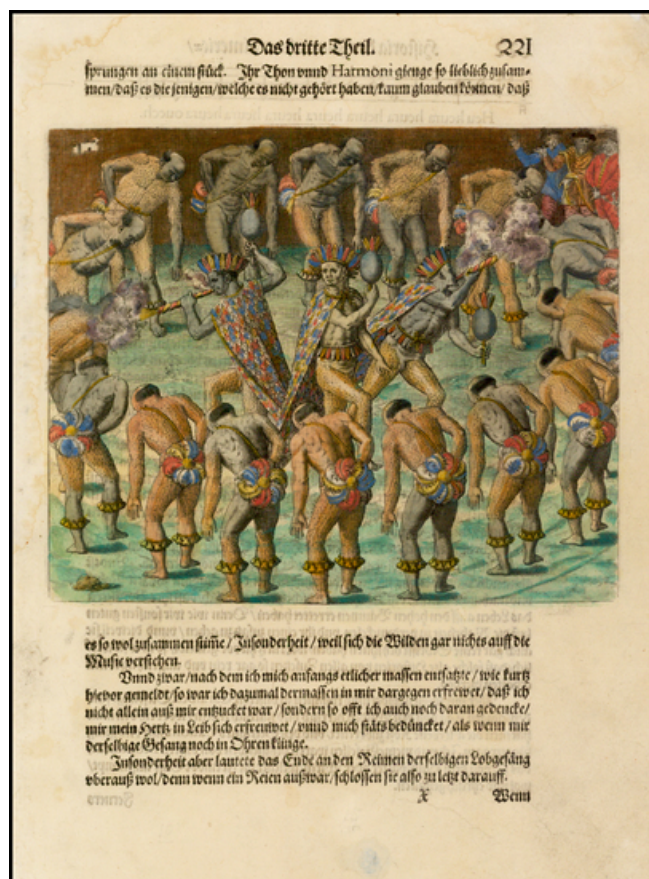 Das dritte Theil. 221
sprungen an einem stück. Ihr Thon vnnd Harmoni gienge so lieblich zusam-
men/daß es die jenigen/welche es nicht gehört haben/kaum glauben können/daß
es so wol zusammen stim̃e/Insonderheit/weil sich die Wilden gar nichts auff die
Music verstehen.
Vnnd zwar/nach dem ich mich anfangs etlicher massen entsatzte/wie kurtz
hievor gemeldt/so war ich dazumal dermassen in mir dargegen erfrewet/daß ich
nicht allein auß mir entzucket war/sondern so offt ich auch noch daran gedencke/
mir mein Hertz in Leib sich erfreuwet/vnnd mich stäts bedüncket/als wenn mir
derselbige Gesang noch in Ohren klünge.
Insonderheit aber lautete das Ende an den Reimen derselbigen Lobgesäng
vberauß wol/denn wenn ein Reien auß war/schlossen sie also zu letzt darauff.
X Wenn